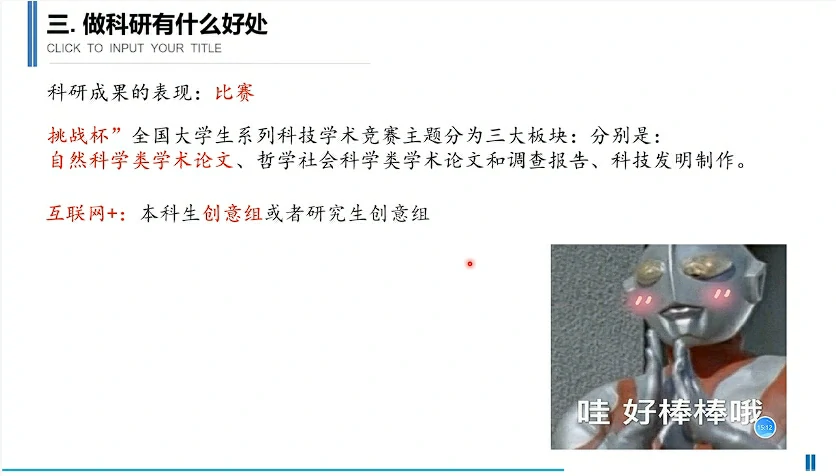 三. 做科研有什么好处
CLICK TO INPUT YOUR TITLE
科研成果的表现：比赛
挑战杯”全国大学生系列科技学术竞赛主题分为三大板块：分别是：
自然科学类学术论文、哲学社会科学类学术论文和调查报告、科技发明制作。
互联网+：本科生创意组或者研究生创意组
哇 好棒棒哦
15:12